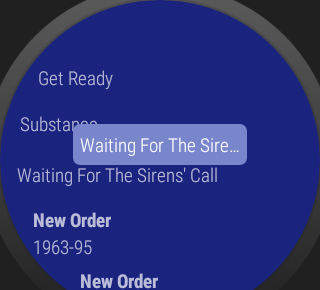 Get Ready
Substance
Waiting For The Sire...
Waiting For The Sirens' Call
New Order
1963-95
New Order